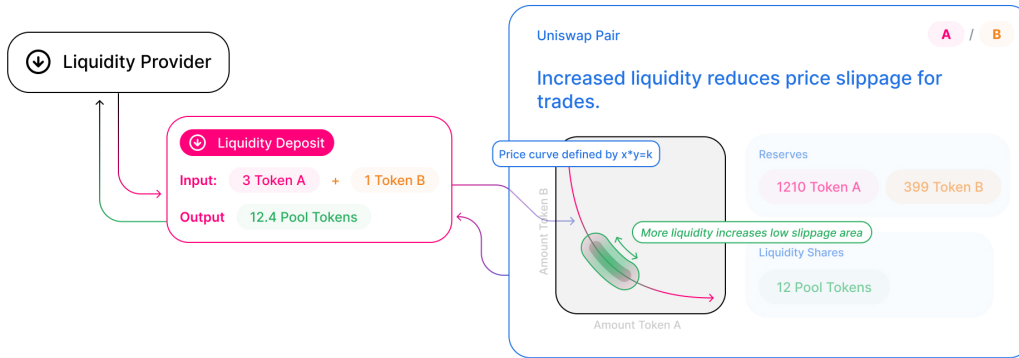 Liquidity Provider
Liquidity Deposit
Input: 3 Token A + 1 Token B
Output 12.4 Pool Tokens
Uniswap Pair
A / B
Increased liquidity reduces price slippage for
trades.
Price curve defined by x*y=k
Amount Token B
Amount Token A
More liquidity increases low slippage area
Reserves
1210 Token A 399 Token B
Liquidity Shares
12 Pool Tokens